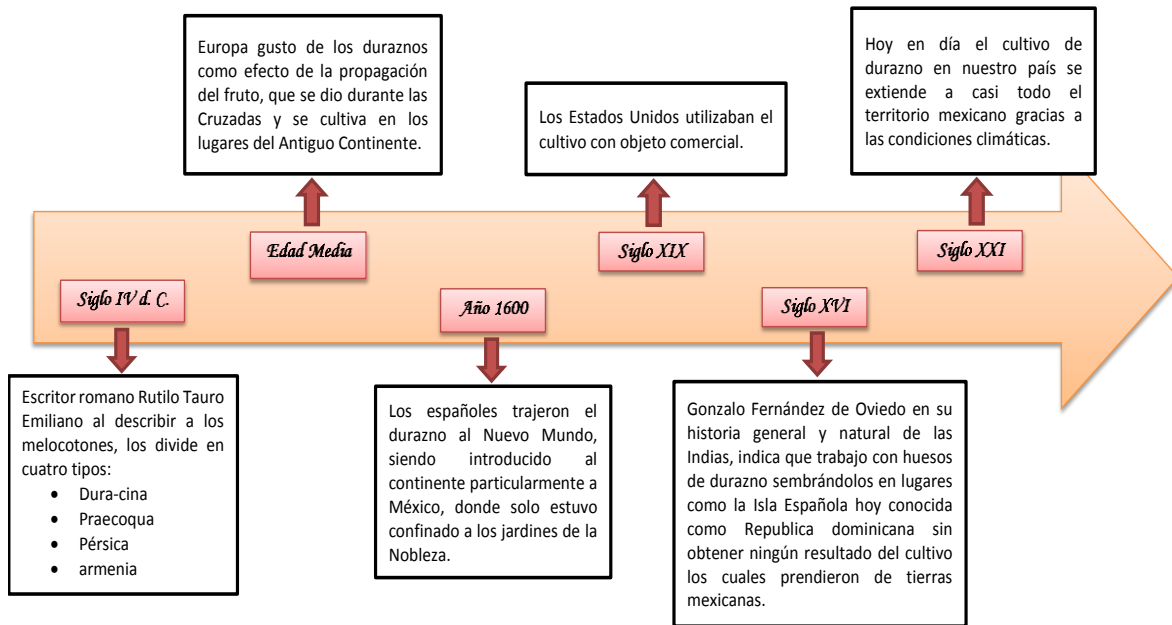 Europa gusto de los duraznos
como efecto de la propagación
del fruto, que se dio durante las
Cruzadas y se cultiva en los
lugares del Antiguo Continente.
Los Estados Unidos utilizaban el
cultivo con objeto comercial.
Hoy en día el cultivo de
durazno en nuestro país se
extiende a casi todo el
territorio mexicano gracias a
las condiciones climáticas.
Edad Media
Siglo XIX
Siglo XXI
Siglo IV d. C.
Año 1600
Siglo XVI
Escritor romano Rutilo Tauro
Emiliano al describir a los
melocotones, los divide en
cuatro tipos:
• Dura-cina
• Praecoqua
• Pérsica
• armenia
Los españoles trajeron el
durazno al Nuevo Mundo,
siendo introducido al
continente particularmente a
México, donde solo estuvo
confinado a los jardines de la
Nobleza.
Gonzalo Fernández de Oviedo en su
historia general y natural de las
Indias, indica que trabajo con huesos
de durazno sembrándolos en lugares
como la Isla Española hoy conocida
como Republica dominicana sin
obtener ningún resultado del cultivo
los cuales prendieron de tierras
mexicanas.